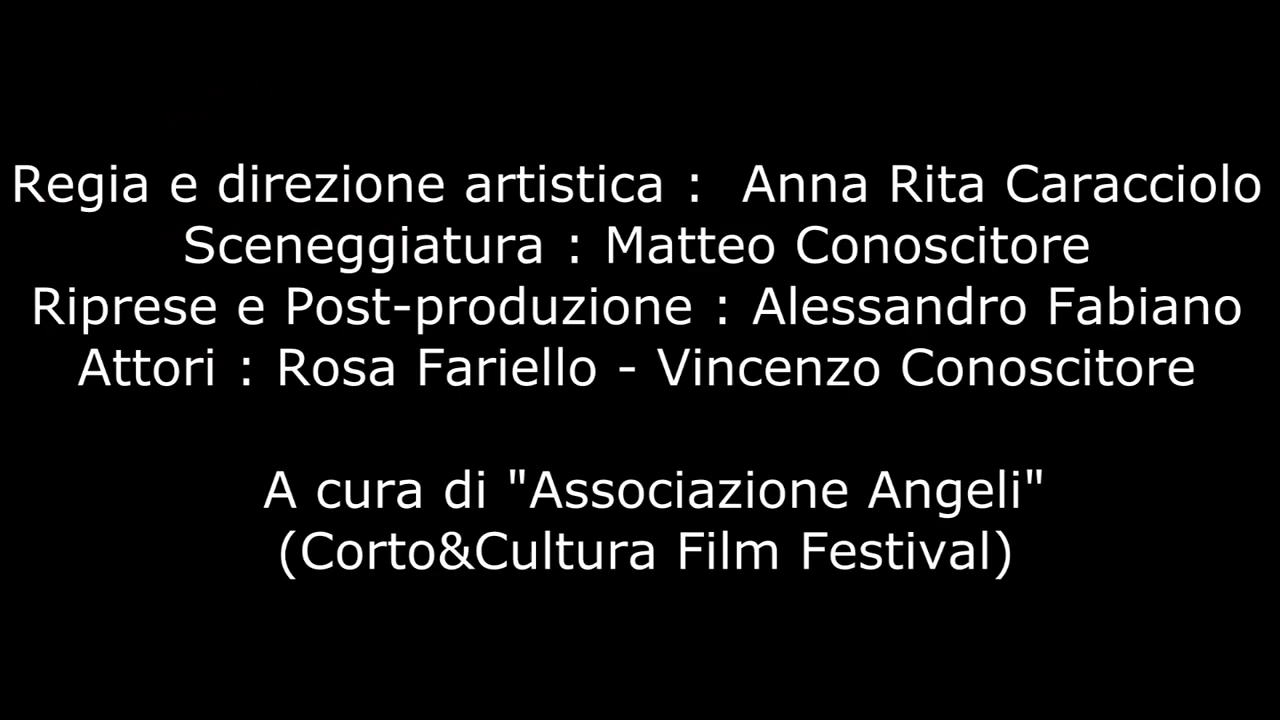 Regia e direzione artistica :  Anna Rita Caracciolo
Sceneggiatura : Matteo Conoscitore
Riprese e Post-produzione : Alessandro Fabiano
Attori : Rosa Fariello - Vincenzo Conoscitore
A cura di "Associazione Angeli"
(Corto&Cultura Film Festival)